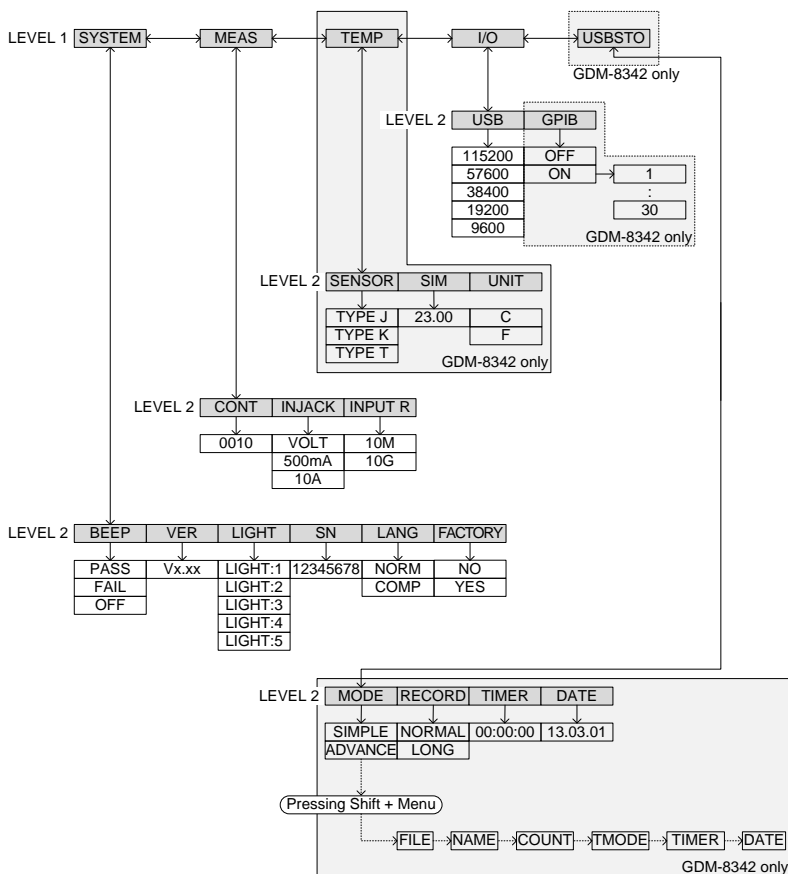 LEVEL 1 SYSTEM MEAS TEMP I/O USBSTO
GDM-8342 only
LEVEL 2 USB GPIB
115200 OFF
57600 ON 1
38400 :
19200 30
9600
GDM-8342 only
LEVEL 2 SENSOR SIM UNIT
TYPE J 23.00 C
TYPE K F
TYPE T
GDM-8342 only
LEVEL 2 CONT INJACK INPUT R
0010 VOLT 10M
500mA 10G
10A
LEVEL 2 BEEP VER LIGHT SN LANG FACTORY
PASS Vx.xx LIGHT:1 12345678 NORM NO
FAIL LIGHT:2 COMP YES
OFF LIGHT:3
LIGHT:4
LIGHT:5
LEVEL 2 MODE RECORD TIMER DATE
SIMPLE NORMAL 00:00:00 13.03.01
ADVANCE LONG
Pressing Shift + Menu
FILE NAME COUNT TMODE TIMER DATE
GDM-8342 only